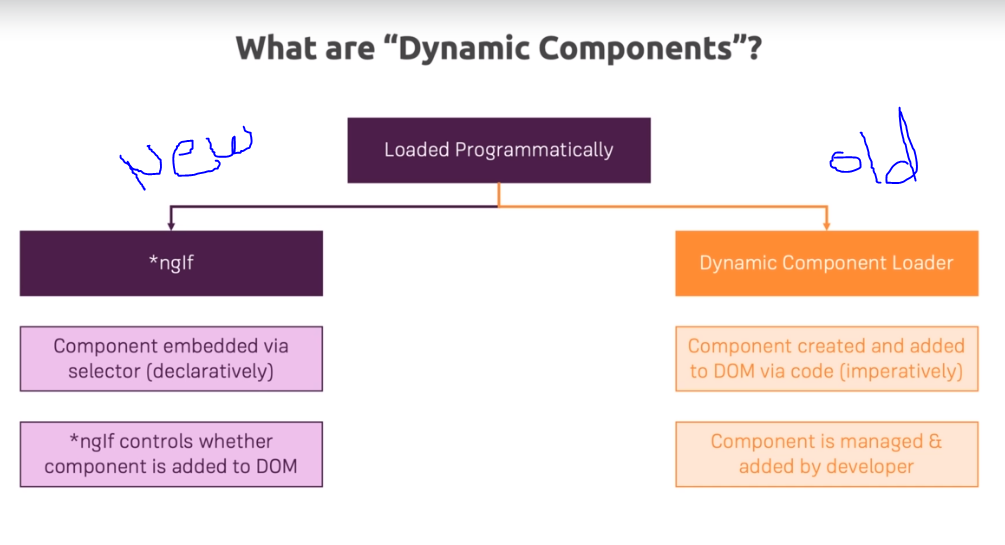 What are “Dynamic Components”?
New
old
Loaded Programmatically
*ngIf
Dynamic Component Loader
Component embedded via
selector (declaratively)
Component created and added
to DOM via code (imperatively)
*ngIf controls whether
component is added to DOM
Component is managed &
added by developer